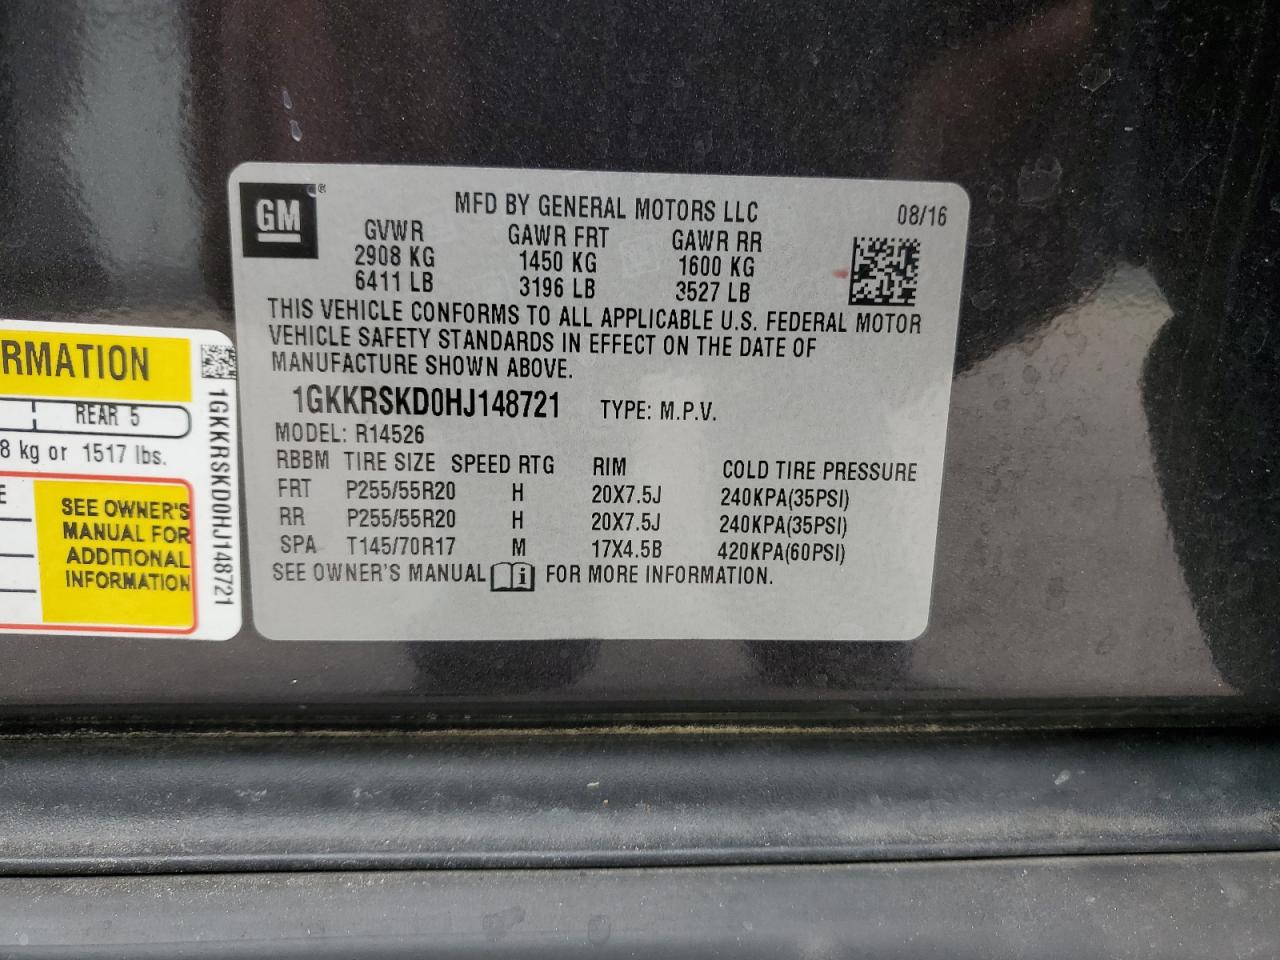 GM®
MFD BY GENERAL MOTORS LLC
08/16
GVWR GAWR FRT GAWR RR
2908 KG 1450 KG 1600 KG
6411 LB 3196 LB 3527 LB
THIS VEHICLE CONFORMS TO ALL APPLICABLE U.S. FEDERAL MOTOR
VEHICLE SAFETY STANDARDS IN EFFECT ON THE DATE OF
MANUFACTURE SHOWN ABOVE.
1GKKRSKD0HJ148721 TYPE: M.P.V.
MODEL: R14526
RBBM TIRE SIZE SPEED RTG RIM COLD TIRE PRESSURE
FRT P255/55R20 H 20X7.5J 240KPA(35PSI)
RR P255/55R20 H 20X7.5J 240KPA(35PSI)
SPA T145/70R17 M 17X4.5B 420KPA(60PSI)
SEE OWNER'S MANUAL i FOR MORE INFORMATION.
RMATION
REAR 5
8 kg or 1517 lbs.
E
SEE OWNER'S
MANUAL FOR
ADDITIONAL
INFORMATION
1GKKRSKD0HJ148721